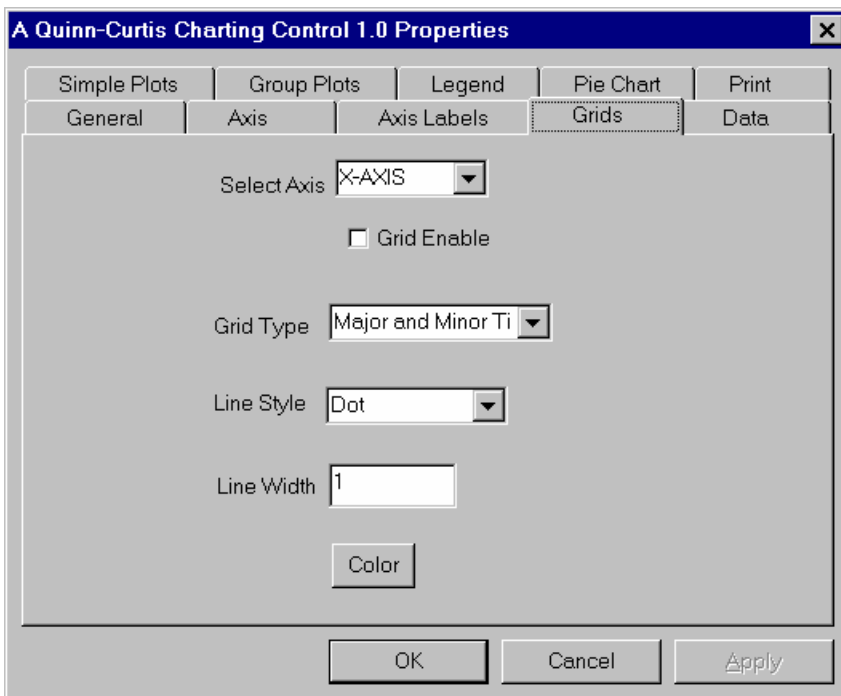 A Quinn-Curtis Charting Control 1.0 Properties
Simple Plots Group Plots Legend Pie Chart Print
General Axis Axis Labels Grids Data
Select Axis X-AXIS
Grid Enable
Grid Type Major and Minor Ti
Line Style Dot
Line Width 1
Color
OK Cancel Apply